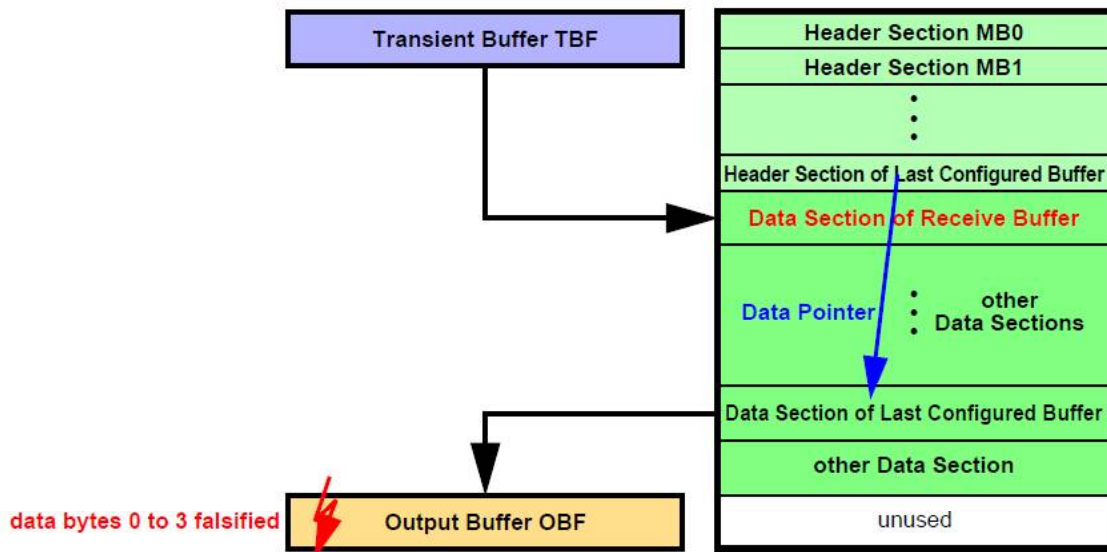 Transient Buffer TBF
Header Section MB0
Header Section MB1
Header Section of Last Configured Buffer
Data Section of Receive Buffer
Data Pointer
other
Data Sections
Data Section of Last Configured Buffer
other Data Section
data bytes 0 to 3 falsified
Output Buffer OBF
unused